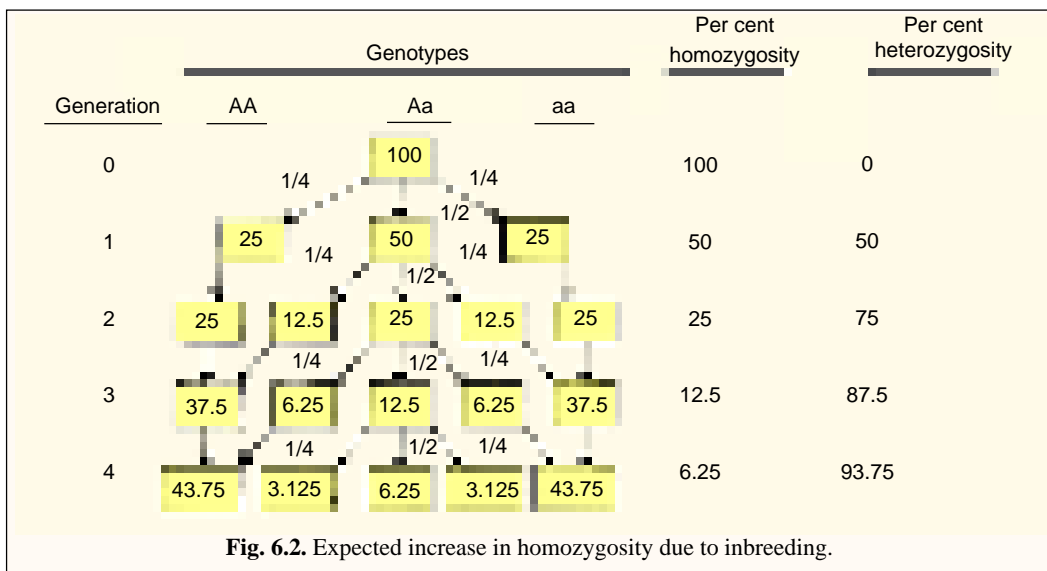 Genotypes
Per cent homozygosity
Per cent heterozygosity
Generation AA Aa aa
0 100 100 0
1/4 1/4
1/2
1 25 50 25 50 50
1/4 1/4
1/2
2 25 12.5 25 12.5 25 25 75
1/4 1/2 1/4
3 37.5 6.25 12.5 6.25 37.5 12.5 87.5
1/4 1/2 1/4
4 43.75 3.125 6.25 3.125 43.75 6.25 93.75
Fig. 6.2. Expected increase in homozygosity due to inbreeding.